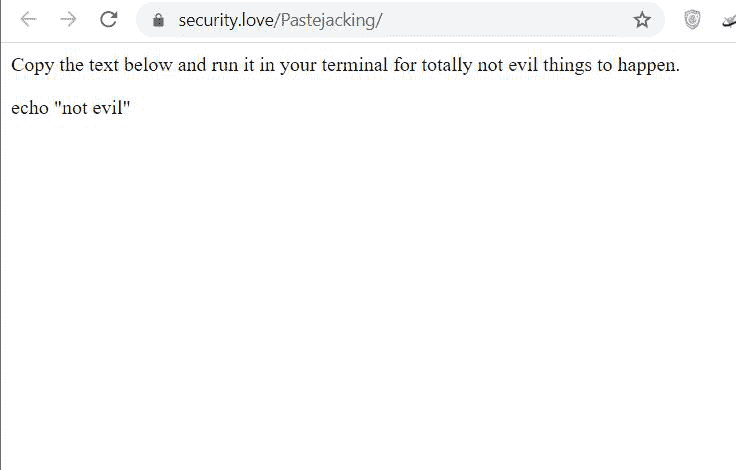 security.love/Pastejacking/
Copy the text below and run it in your terminal for totally not evil things to happen.
echo "not evil"